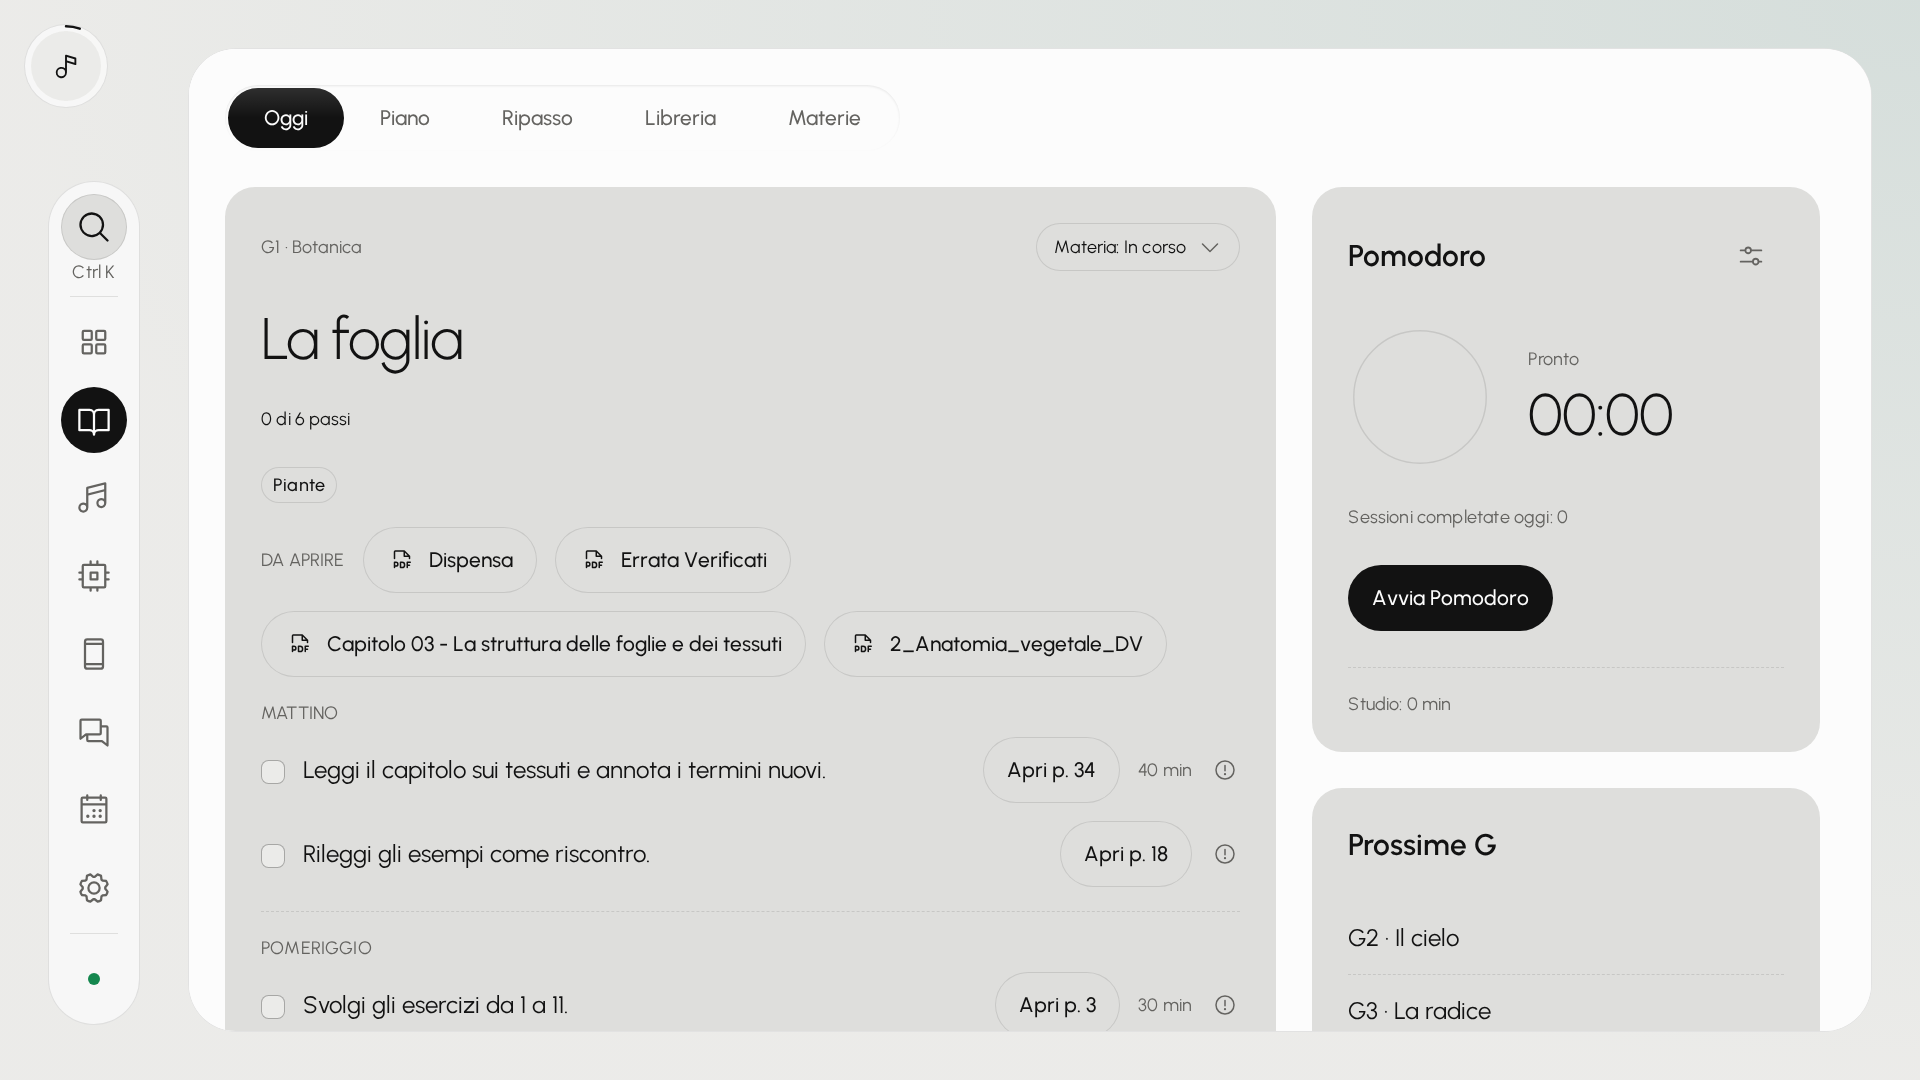 Oggi
Piano
Ripasso
Libreria
Materie
Ctrl K
G1 · Botanica
Materia: In corso
La foglia
0 di 6 passi
Piante
DA APRIRE
PDF Dispensa
PDF Errata Verificati
PDF Capitolo 03 - La struttura delle foglie e dei tessuti
PDF 2_Anatomia_vegetale_DV
MATTINO
Leggi il capitolo sui tessuti e annota i termini nuovi.
Apri p. 34
40 min
Rileggi gli esempi come riscontro.
Apri p. 18
POMERIGGIO
Svolgi gli esercizi da 1 a 11.
Apri p. 3
30 min
Pomodoro
Pronto
00:00
Sessioni completate oggi: 0
Avvia Pomodoro
Studio: 0 min
Prossime G
G2 · Il cielo
G3 · La radice